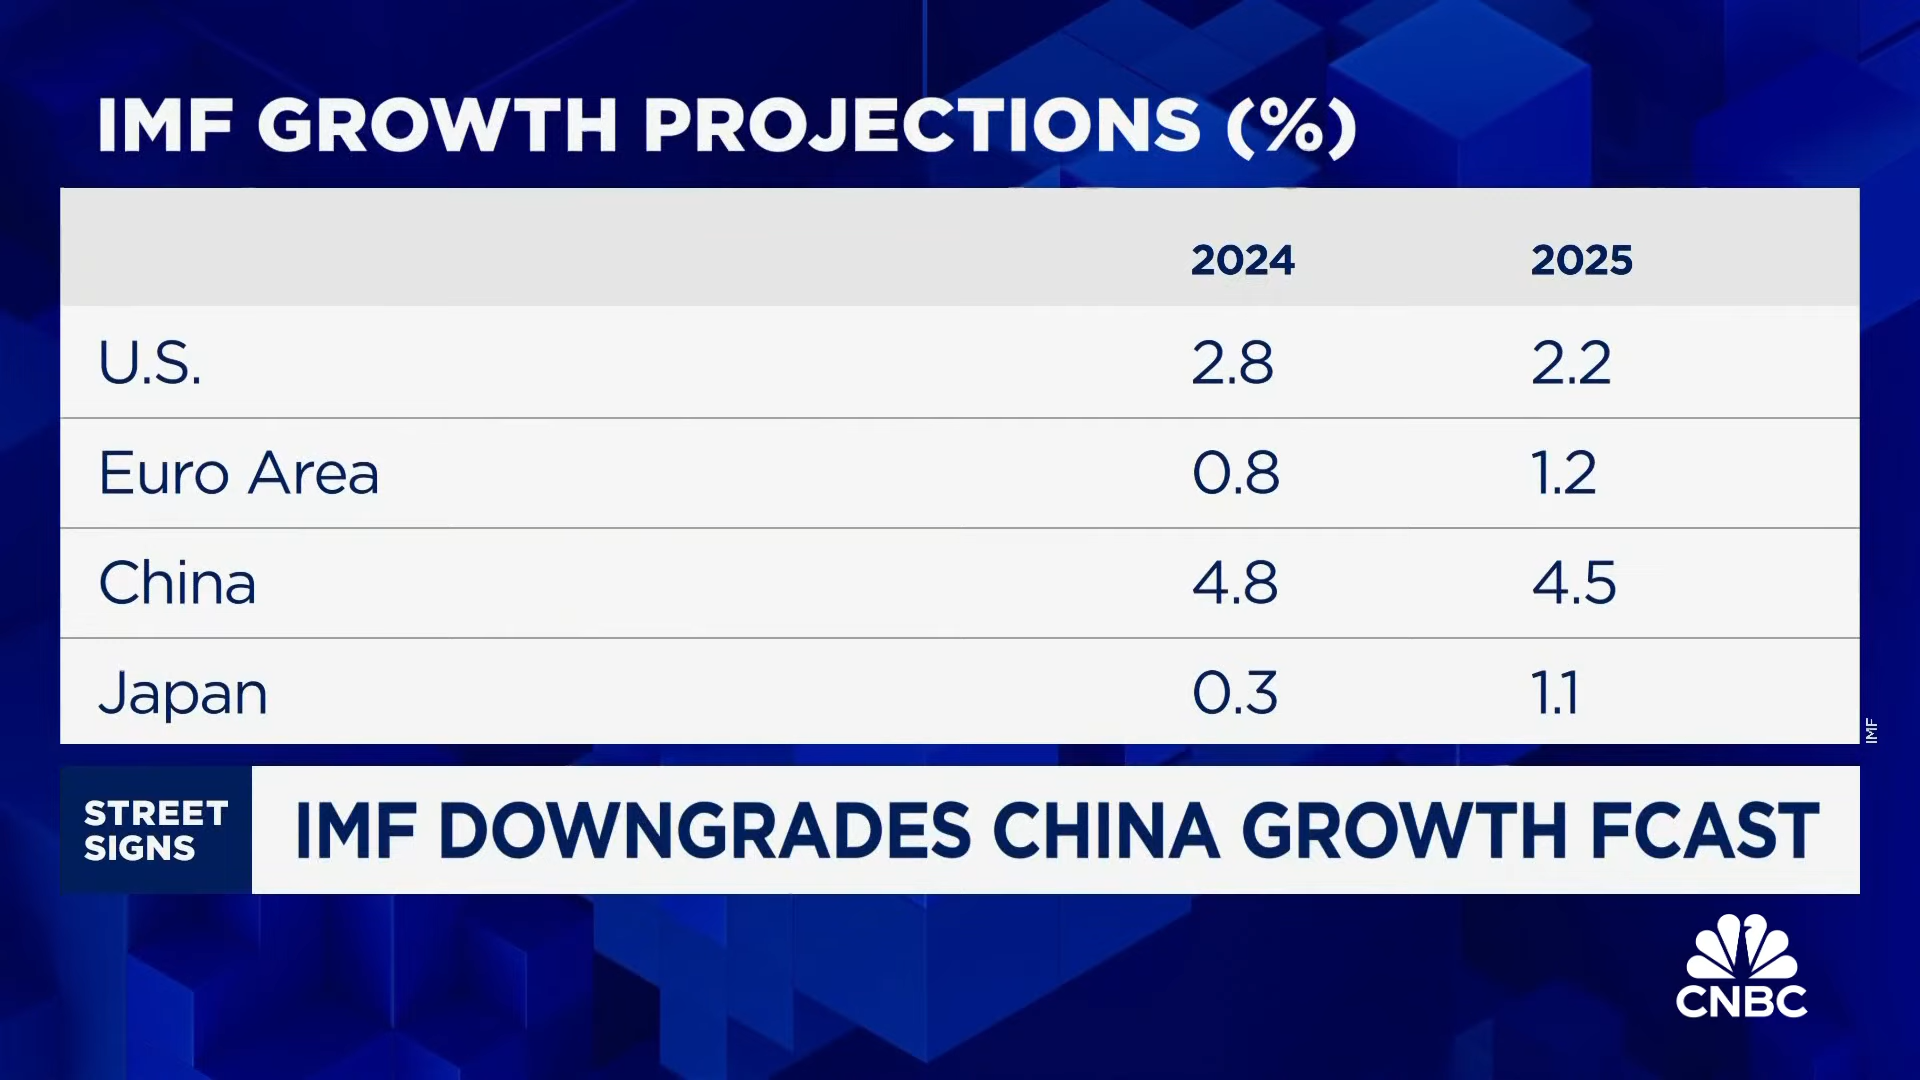 IMF GROWTH PROJECTIONS (%)
2024 2025
U.S. 2.8 2.2
Euro Area 0.8 1.2
China 4.8 4.5
Japan 0.3 1.1
IMF
STREET
SIGNS
IMF DOWNGRADES CHINA GROWTH FCAST
CNBC